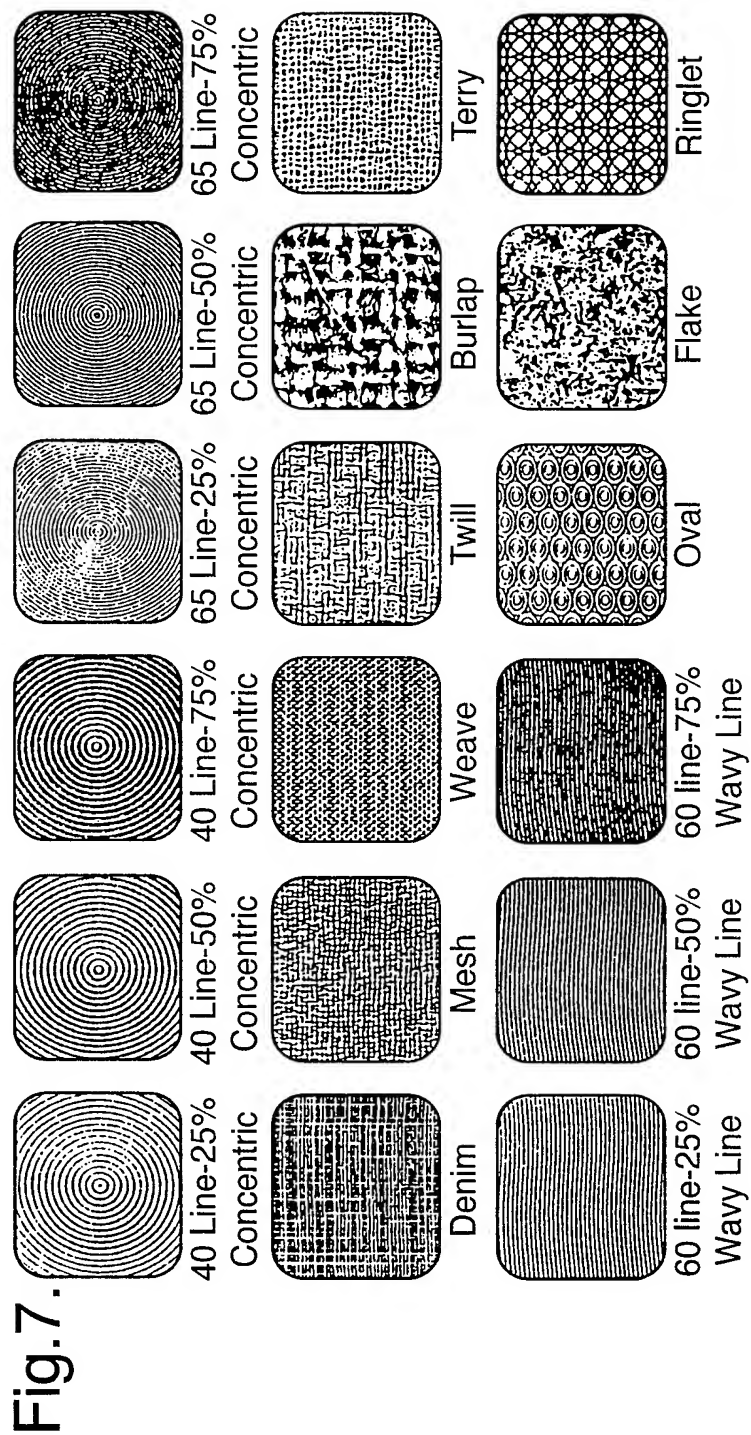 Fig.7.
40 Line-25%
Concentric
40 Line-50%
Concentric
40 Line-75%
Concentric
65 Line-25%
Concentric
65 Line-50%
Concentric
65 Line-75%
Concentric
Denim
Mesh
Weave
Twill
Burlap
Terry
60 line-25%
Wavy Line
60 line-50%
Wavy Line
60 line-75%
Wavy Line
Oval
Flake
Ringlet